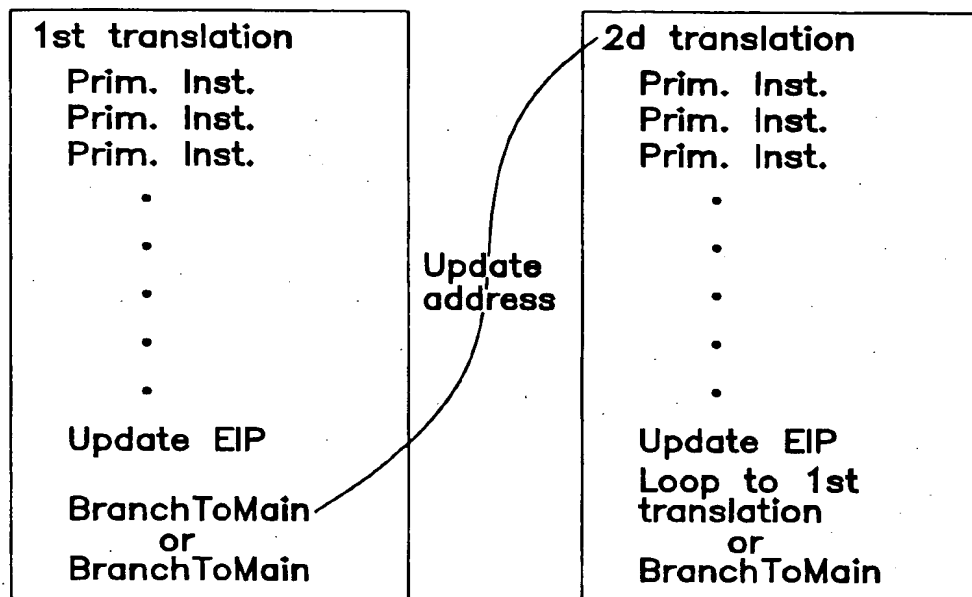 1st translation
Prim. Inst.
Prim. Inst.
Prim. Inst.
Update EIP
BranchToMain
or
BranchToMain
Update
address
2d translation
Prim. Inst.
Prim. Inst.
Prim. Inst.
Update EIP
Loop to 1st
translation
or
BranchToMain